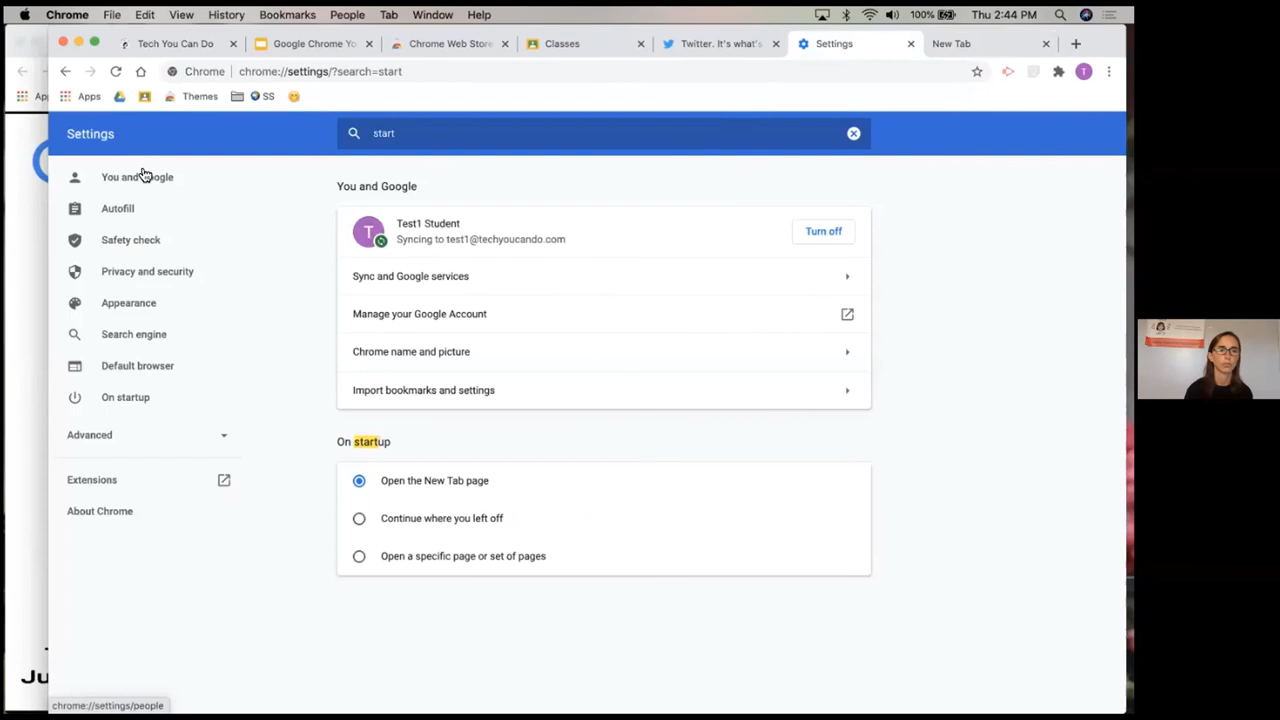 Chrome File Edit View History Bookmarks People Tab Window Help 100% Thu 2:44 PM
Tech You Can Do Google Chrome Yo Chrome Web Store Classes Twitter. It's what's Settings New Tab
Chrome chrome://settings/?search=start T
Ap Apps Themes SS
Settings start
You and Google
Autofill
Safety check
Privacy and security
Appearance
Search engine
Default browser
On startup
Advanced
Extensions
About Chrome
You and Google
T Test1 Student
Syncing to test1@techyoucando.com
Turn off
Sync and Google services
Manage your Google Account
Chrome name and picture
Import bookmarks and settings
On startup
Open the New Tab page
Continue where you left off
Open a specific page or set of pages
Ju
chrome://settings/people